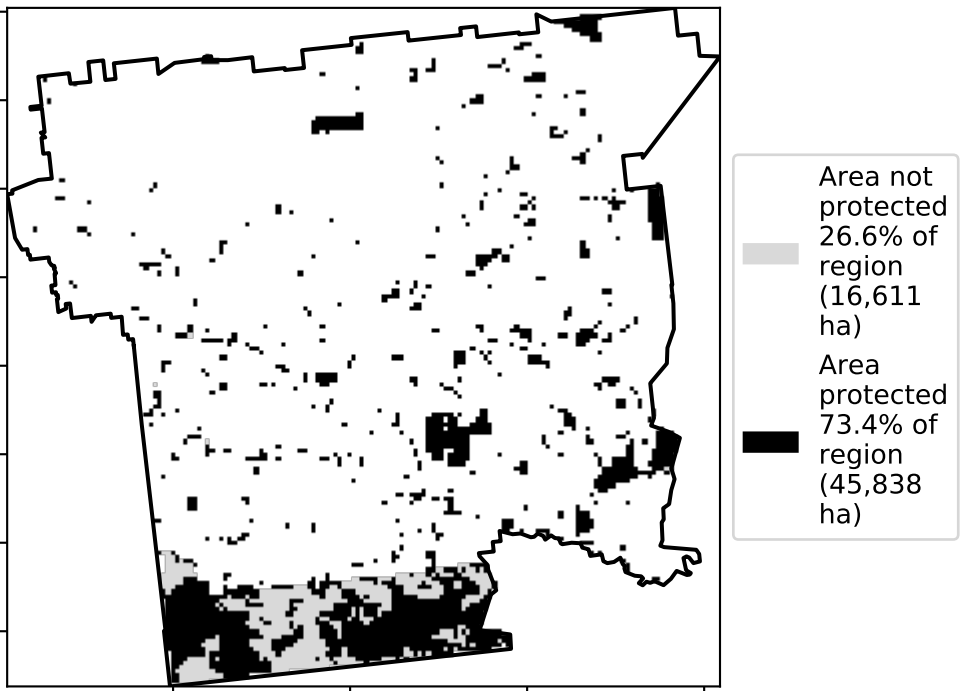 Area not
protected
26.6% of
region
(16,611
ha)
Area
protected
73.4% of
region
(45,838
ha)